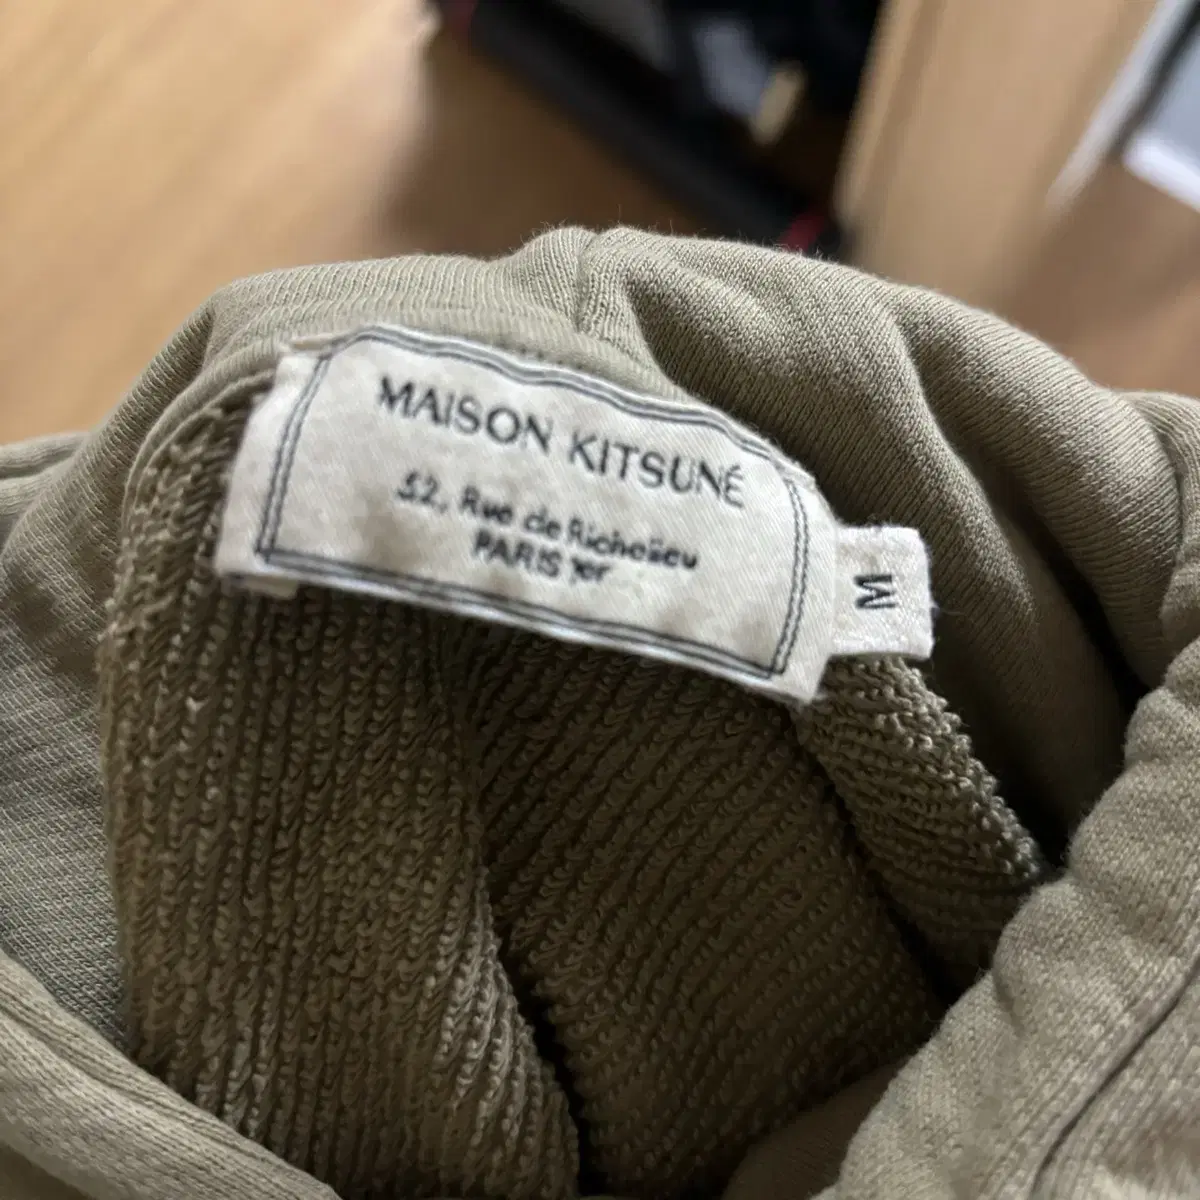 MAISON KITSUNÉ
52, Rue de Richelieu
PARIS 1er
M